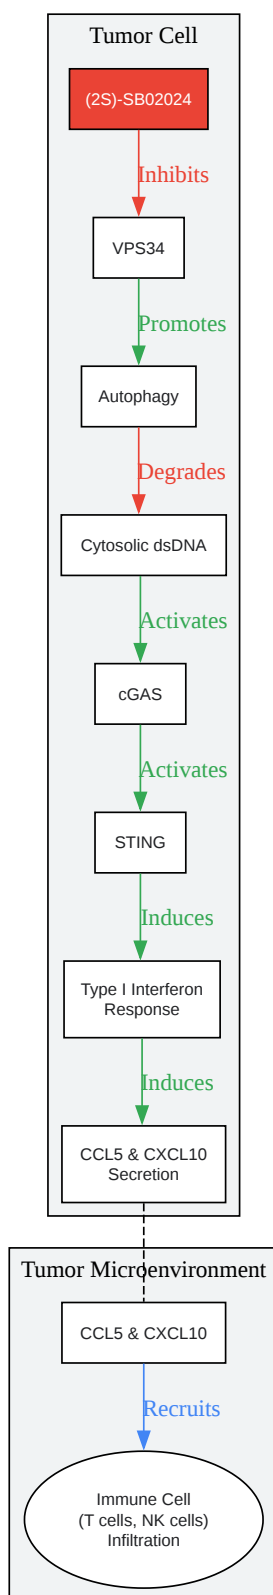 Tumor Cell
(2S)-SB02024
Inhibits
VPS34
Promotes
Autophagy
Degrades
Cytosolic dsDNA
Activates
cGAS
Activates
STING
Induces
Type I Interferon
Response
Induces
CCL5 & CXCL10
Secretion
Tumor Microenvironment
CCL5 & CXCL10
Recruits
Immune Cell
(T cells, NK cells)
Infiltration